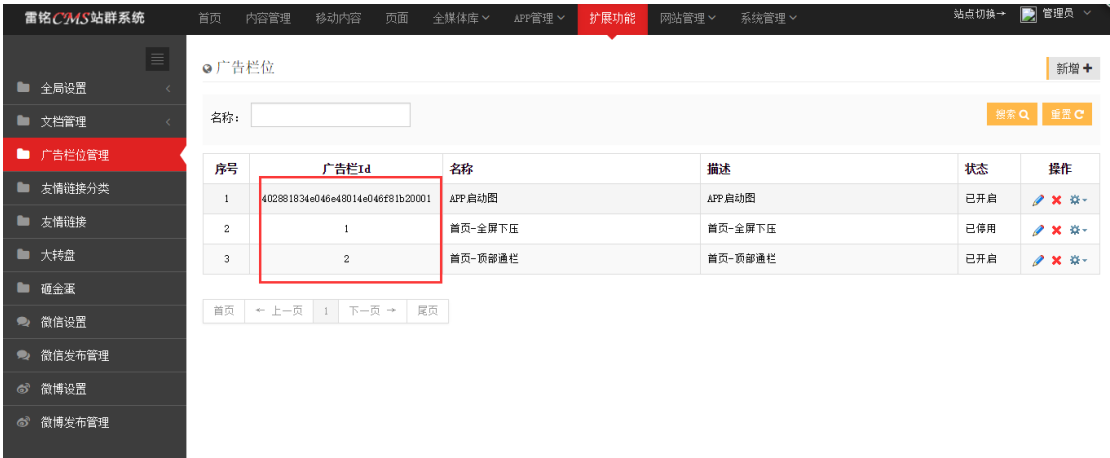 雷铭CMS站群系统 首页 内容管理 移动内容 页面 全媒体库 APP管理 扩展功能 网站管理 系统管理 站点切换→ 管理员
广告栏位 新增
全局设置
文档管理
广告栏位管理
友情链接分类
友情链接
大转盘
砸金蛋
微信设置
微信发布管理
微博设置
微博发布管理
名称： 搜索 重置
序号 广告栏Id 名称 描述 状态 操作
1 402881834e046e48014e046f81b20001 APP启动图 APP启动图 已开启
2 1 首页-全屏下压 首页-全屏下压 已停用
3 2 首页-顶部通栏 首页-顶部通栏 已开启
首页 ← 上一页 1 下一页 → 尾页